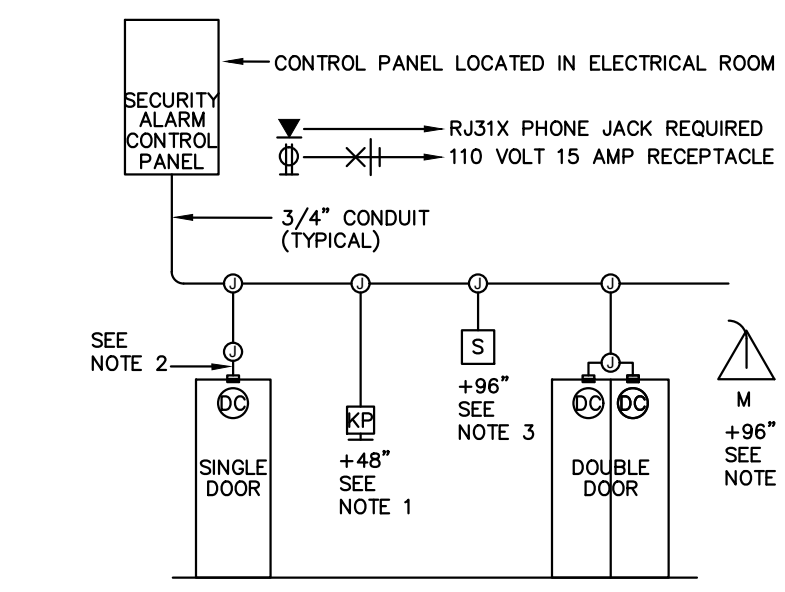 SECURITY
ALARM
CONTROL
PANEL
CONTROL PANEL LOCATED IN ELECTRICAL ROOM
RJ31X PHONE JACK REQUIRED
110 VOLT 15 AMP RECEPTACLE
3/4" CONDUIT
(TYPICAL)
J
J
J
J
SEE
NOTE 2
J
DC
SINGLE
DOOR
KP
+48"
SEE
NOTE 1
S
+96"
SEE
NOTE 3
J
DC
DC
DOUBLE
DOOR
M
+96"
SEE
NOTE